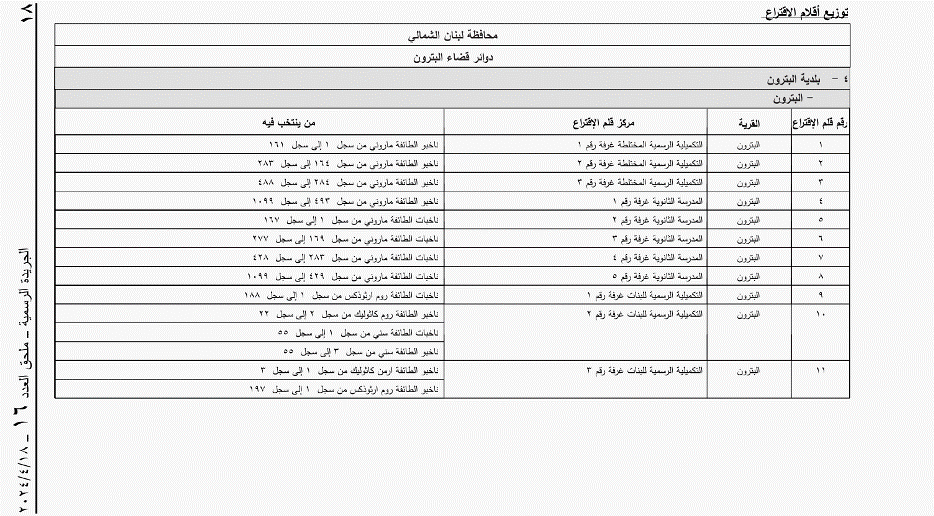 توزيع أقلام الإقتراع
محافظة لبنان الشمالي
دوائر قضاء البترون
٤ - بلدية البترون
- البترون
رقم قلم الإقتراع القرية مركز قلم الإقتراع من ينتخب فيه
١ البترون التكميلية الرسمية المختلطة غرفة رقم ١ ناخبو الطائفة ماروني من سجل ١ إلى سجل ١٦١
٢ البترون التكميلية الرسمية المختلطة غرفة رقم ٢ ناخبو الطائفة ماروني من سجل ١٦٤ إلى سجل ٢٨٣
٣ البترون التكميلية الرسمية المختلطة غرفة رقم ٣ ناخبو الطائفة ماروني من سجل ٢٨٤ إلى سجل ٤٨٨
٤ البترون المدرسة الثانوية غرفة رقم ١ ناخبو الطائفة ماروني من سجل ٤٩٣ إلى سجل ١٠٩٩
٥ البترون المدرسة الثانوية غرفة رقم ٢ ناخبات الطائفة ماروني من سجل ١ إلى سجل ١٦٧
٦ البترون المدرسة الثانوية غرفة رقم ٣ ناخبات الطائفة ماروني من سجل ١٦٩ إلى سجل ٢٧٧
٧ البترون المدرسة الثانوية غرفة رقم ٤ ناخبات الطائفة ماروني من سجل ٢٨٣ إلى سجل ٤٢٨
٨ البترون المدرسة الثانوية غرفة رقم ٥ ناخبات الطائفة ماروني من سجل ٤٢٩ إلى سجل ١٠٩٩
٩ البترون التكميلية الرسمية للبنات غرفة رقم ١ ناخبات الطائفة روم ارثوذكس من سجل ١ إلى سجل ١٨٨
١٠ البترون التكميلية الرسمية للبنات غرفة رقم ٢ ناخبو الطائفة روم كاثوليك من سجل ٢ إلى سجل ٢٢
ناخبات الطائفة سني من سجل ١ إلى سجل ٥٥
ناخبو الطائفة سني من سجل ٣ إلى سجل ٥٥
١١ البترون التكميلية الرسمية للبنات غرفة رقم ٣ ناخبو الطائفة ارمن كاثوليك من سجل ١ إلى سجل ٣
ناخبو الطائفة روم ارثوذكس من سجل ١ إلى سجل ١٩٧
١٨
الجريدة الرسمية ـ ملحق العدد ١٦ ـ ٢٠٢٤/٤/١٨